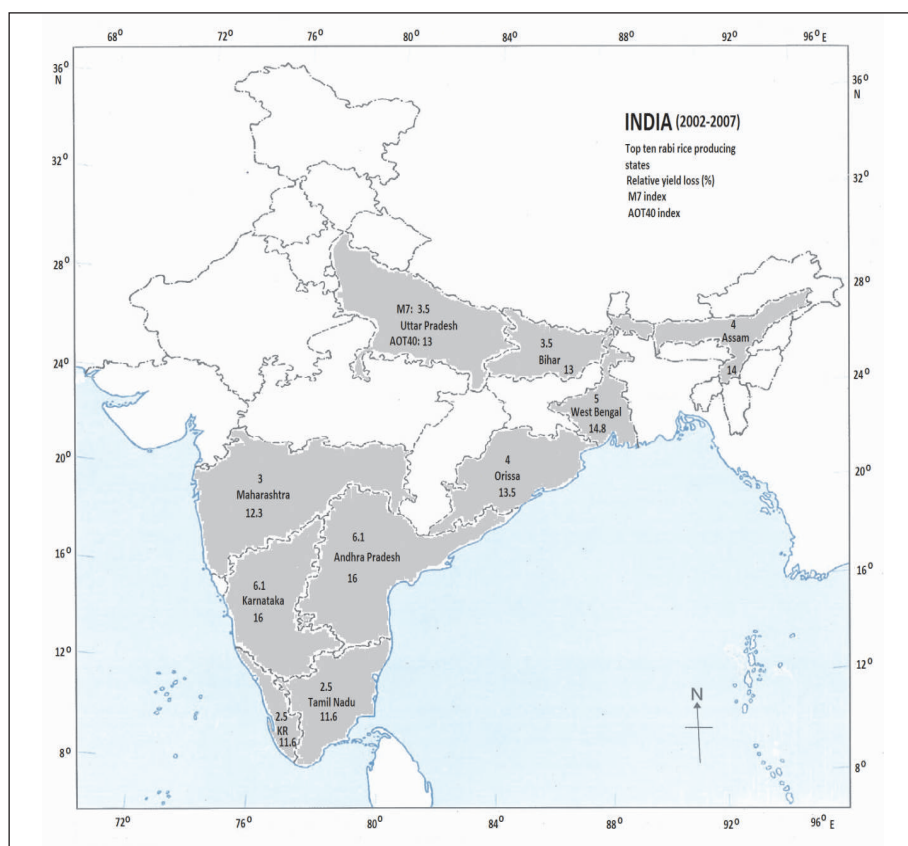 68° 72° 76° 80° 84° 88° 92° 96° E
36°
N
32°
28°
24°
20°
16°
12°
8°
36°
N
32°
28°
24°
20°
16°
12°
8°
INDIA (2002-2007)
Top ten rabi rice producing
states
Relative yield loss (%)
M7 index
AOT40 index
M7: 3.5
Uttar Pradesh
AOT40: 13
3.5
Bihar
13
4
Assam
14
5
West Bengal
14.8
4
Orissa
13.5
3
Maharashtra
12.3
6.1
Andhra Pradesh
16
6.1
Karnataka
16
2.5
Tamil Nadu
11.6
2.5
KR
11.6
N
72° 76° 80° 84° 88° 92° 96° E